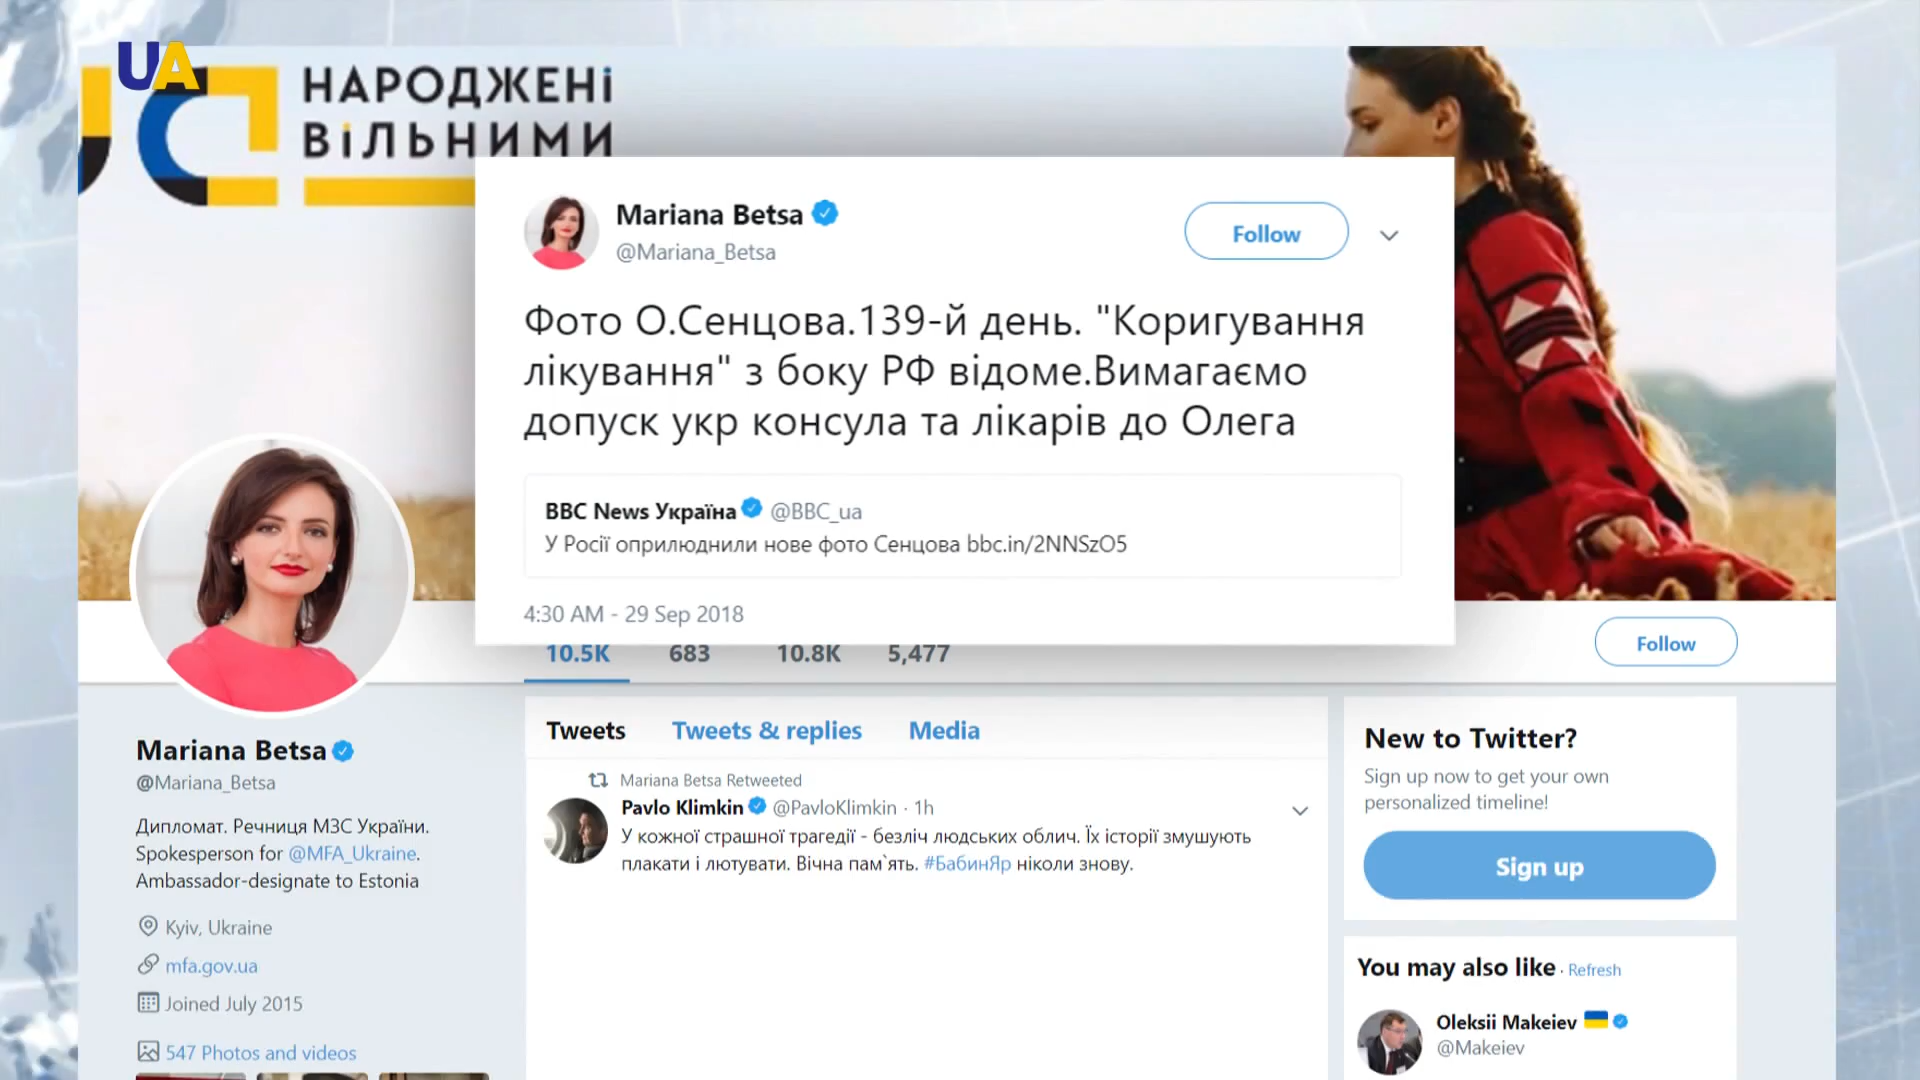 UA
НАРОДЖЕНІ
ВІЛЬНИМИ
Mariana Betsa
@Mariana_Betsa
Follow
Фото О.Сенцова.139-й день. "Коригування
лікування" з боку РФ відоме.Вимагаємо
допуск укр консула та лікарів до Олега
BBC News Україна @BBC_ua
У Росії оприлюднили нове фото Сенцова bbc.in/2NNSzO5
4:30 AM - 29 Sep 2018
10.5K 683 10.8K 5,477
Follow
Mariana Betsa
@Mariana_Betsa
Дипломат. Речниця МЗС України.
Spokesperson for @MFA_Ukraine.
Ambassador-designate to Estonia
Kyiv, Ukraine
mfa.gov.ua
Joined July 2015
547 Photos and videos
Tweets Tweets & replies Media
Mariana Betsa Retweeted
Pavlo Klimkin @PavloKlimkin · 1h
У кожної страшної трагедії - безліч людських облич. Їх історії змушують
плакати і лютувати. Вічна пам`ять. #БабинЯр ніколи знову.
New to Twitter?
Sign up now to get your own
personalized timeline!
Sign up
You may also like · Refresh
Oleksii Makeiev
@Makeiev